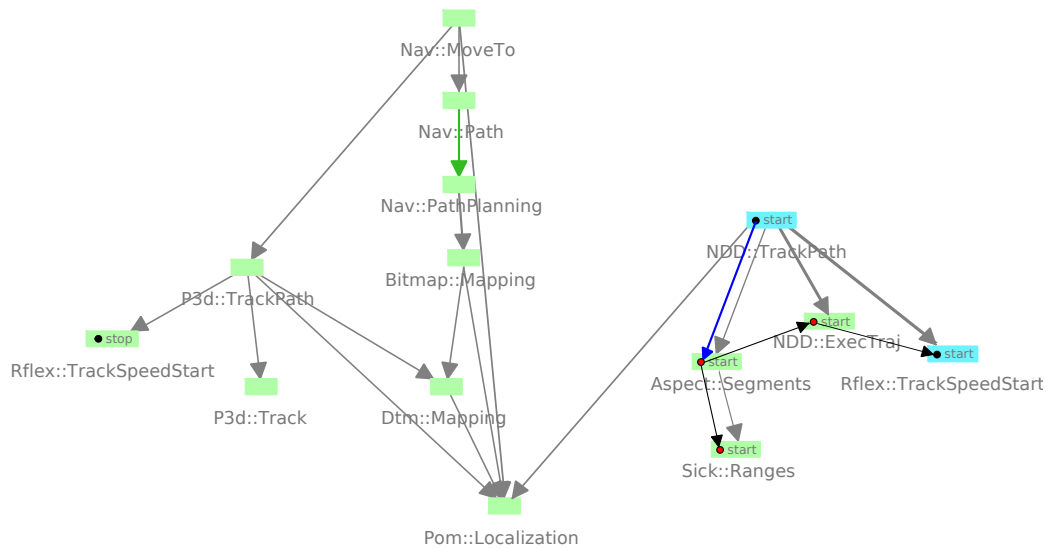 Nav::MoveTo
Nav::Path
Nav::PathPlanning
start
NDD::TrackPath
Bitmap::Mapping
P3d::TrackPath
start
NDD::ExecTraj
stop
start
start
Rflex::TrackSpeedStart
Aspect::Segments
Rflex::TrackSpeedStart
P3d::Track
Dtm::Mapping
start
Sick::Ranges
Pom::Localization